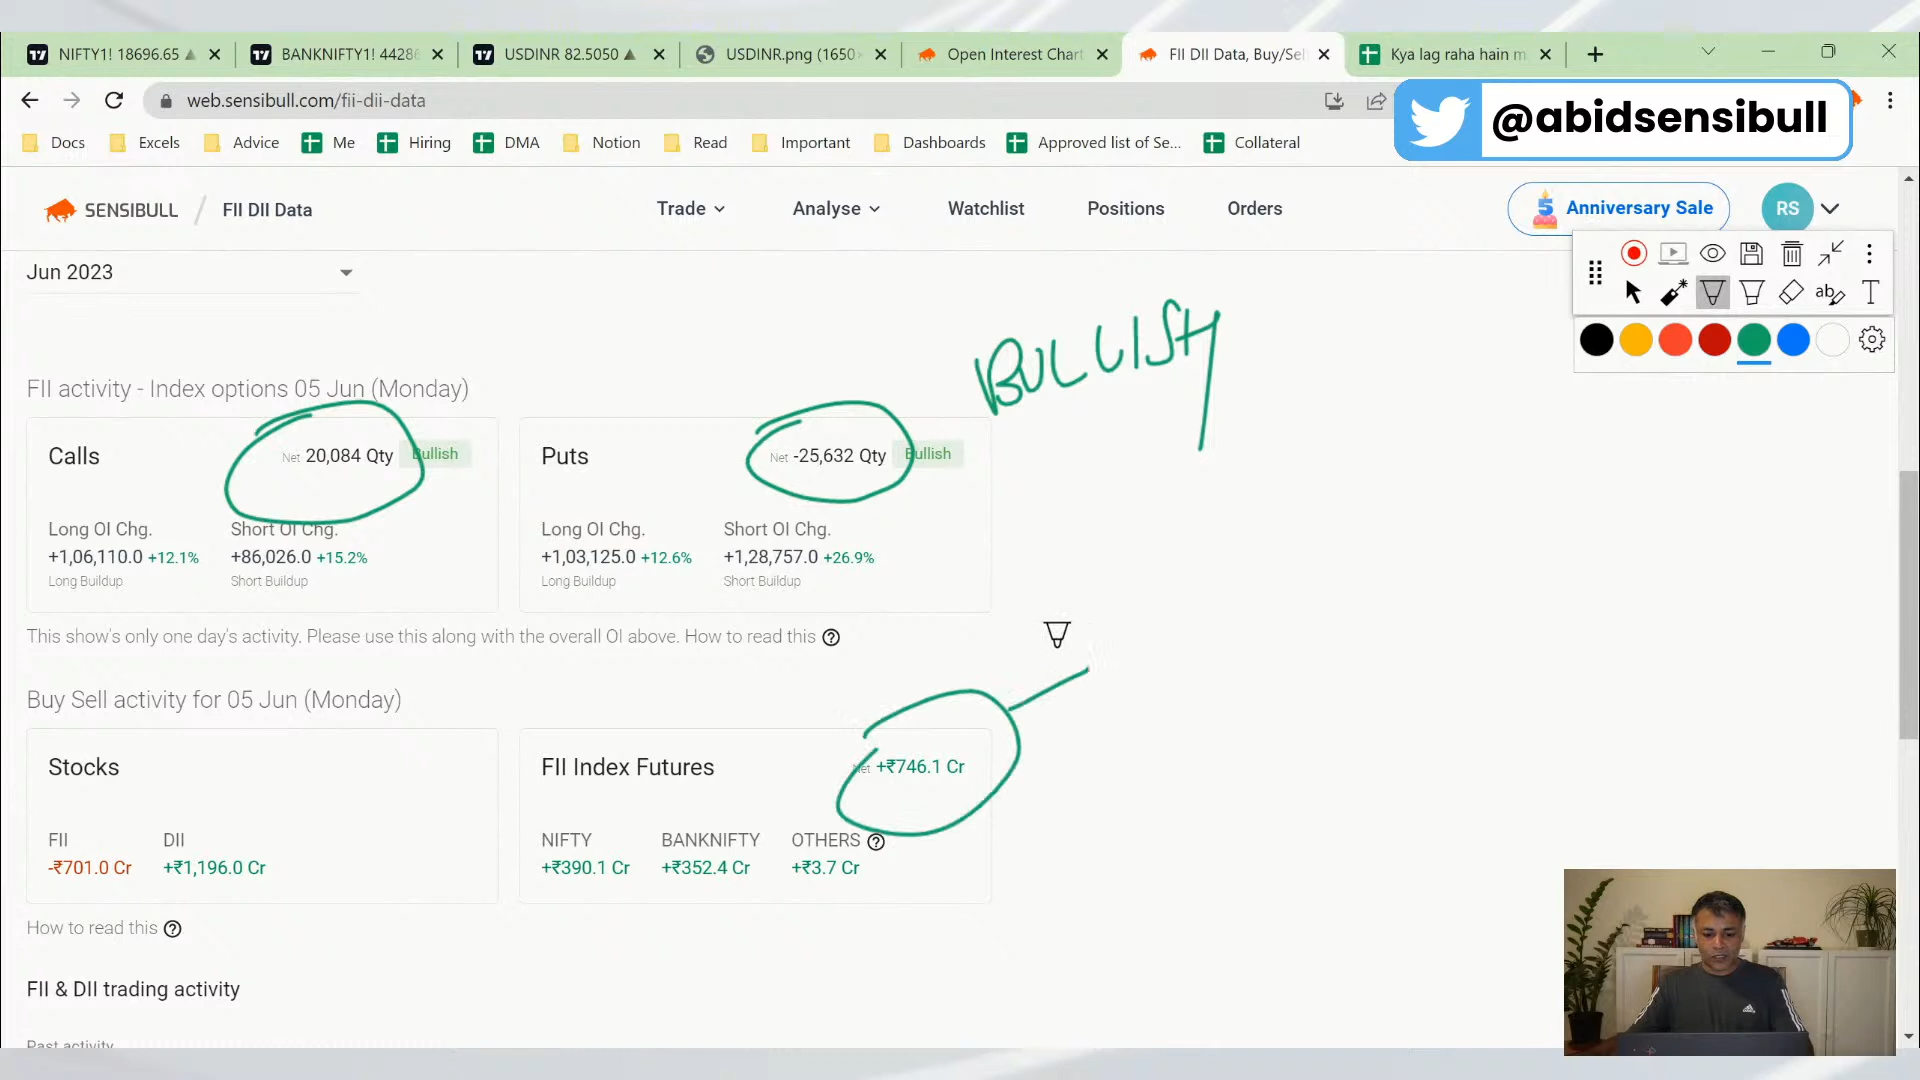 NIFTY1! 18696.65
BANKNIFTY1! 4428
USDINR 82.5050
USDINR.png (1650
Open Interest Chart
FII DII Data, Buy/Sel
Kya lag raha hain m
web.sensibull.com/fii-dii-data
@abidsensibull
Docs
Excels
Advice
Me
Hiring
DMA
Notion
Read
Important
Dashboards
Approved list of Se...
Collateral
SENSIBULL / FII DII Data
Trade
Analyse
Watchlist
Positions
Orders
5 Anniversary Sale
RS
Jun 2023
BULLISH
FII activity - Index options 05 Jun (Monday)
Calls
Net 20,084 Qty
Bullish
Puts
Net -25,632 Qty
Bullish
Long OI Chg.
Short OI Chg.
+1,06,110.0 +12.1%
+86,026.0 +15.2%
Long Buildup
Short Buildup
Long OI Chg.
Short OI Chg.
+1,03,125.0 +12.6%
+1,28,757.0 +26.9%
Long Buildup
Short Buildup
This show's only one day's activity. Please use this along with the overall OI above. How to read this
Buy Sell activity for 05 Jun (Monday)
Stocks
FII Index Futures
Net +₹746.1 Cr
FII
DII
-₹701.0 Cr
+₹1,196.0 Cr
NIFTY
BANKNIFTY
OTHERS
+₹390.1 Cr
+₹352.4 Cr
+₹3.7 Cr
How to read this
FII & DII trading activity
Past activity